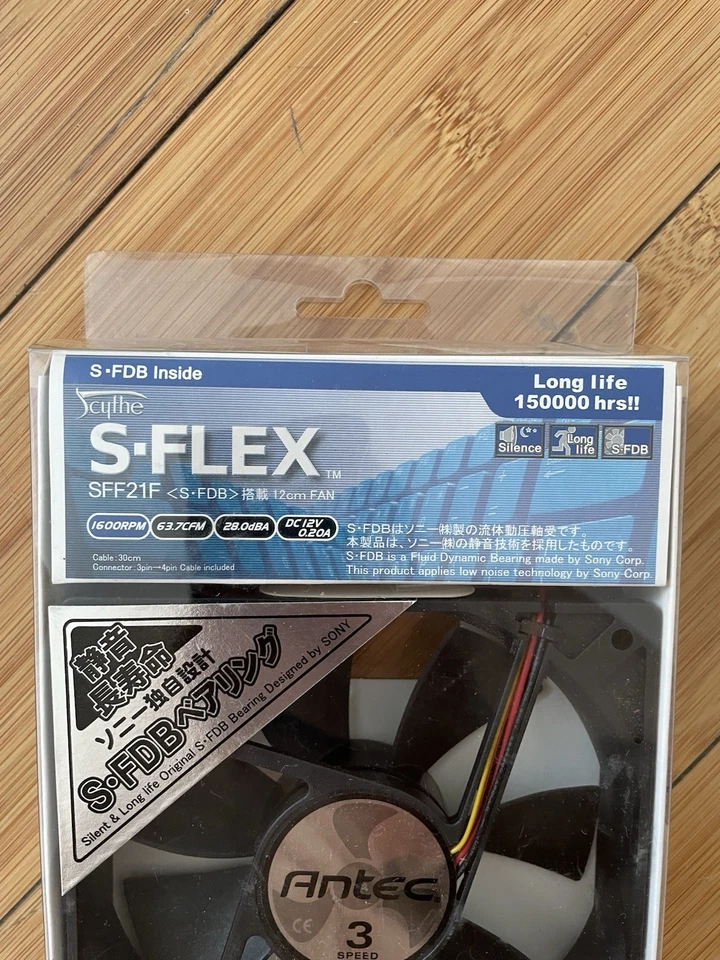 S·FDB Inside
Long life
150000 hrs!!
Scythe
S·FLEX TM
Silence
Long
life
S·FDB
SFF21F <S·FDB>搭載 12cm FAN
1600RPM 63.7CFM 28.0dBA DC12V 0.20A
Cable:30cm
Connector:3pin→4pin Cable included
S·FDBはソニー㈱製の流体動圧軸受です。
本製品は、ソニー㈱の静音技術を採用したものです。
S·FDB is a Fluid Dynamic Bearing made by Sony Corp.
This product applies low noise technology by Sony Corp.
静音
長寿命
ソニー独自設計
S·FDBベアリング
Silent & Long life Original S·FDB Bearing Designed by SONY
Antec
CE
3
SPEED